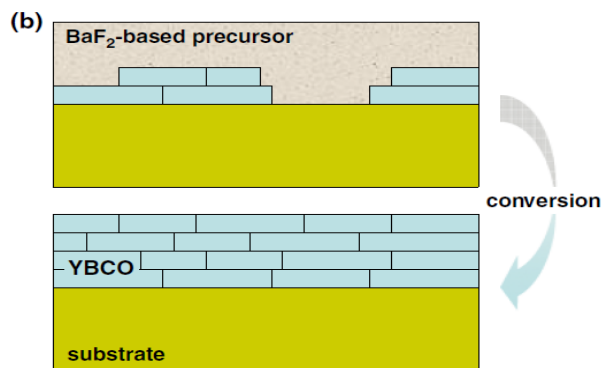 (b)
BaF₂-based precursor
conversion
YBCO
substrate